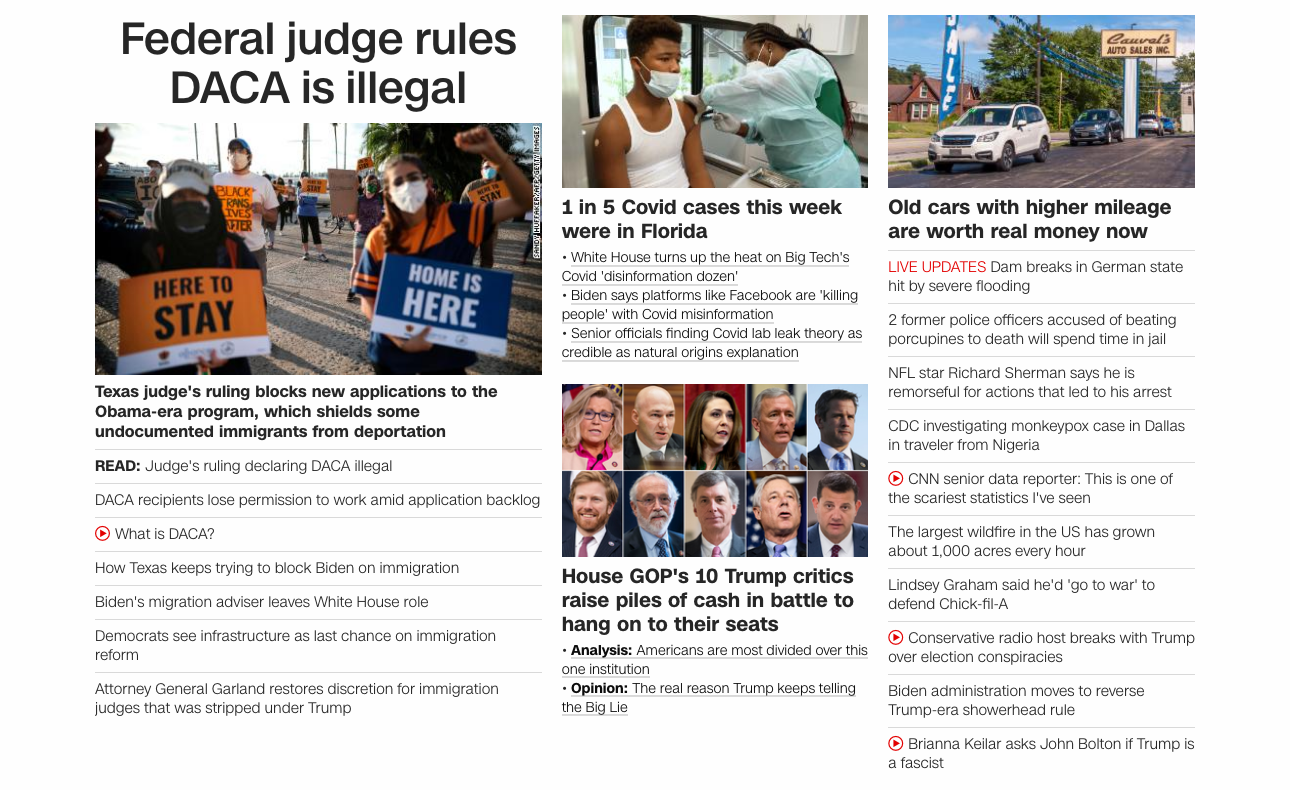 Federal judge rules
DACA is illegal
SANDY HUFFAKER/AFP/GETTY IMAGES
BLACK
TRANS
LIVES
HERE TO
STAY
HOME IS
HERE
Texas judge's ruling blocks new applications to the
Obama-era program, which shields some
undocumented immigrants from deportation
READ: Judge's ruling declaring DACA illegal
DACA recipients lose permission to work amid application backlog
What is DACA?
How Texas keeps trying to block Biden on immigration
Biden's migration adviser leaves White House role
Democrats see infrastructure as last chance on immigration
reform
Attorney General Garland restores discretion for immigration
judges that was stripped under Trump
1 in 5 Covid cases this week
were in Florida
• White House turns up the heat on Big Tech's
Covid 'disinformation dozen'
• Biden says platforms like Facebook are 'killing
people' with Covid misinformation
• Senior officials finding Covid lab leak theory as
credible as natural origins explanation
House GOP's 10 Trump critics
raise piles of cash in battle to
hang on to their seats
• Analysis: Americans are most divided over this
one institution
• Opinion: The real reason Trump keeps telling
the Big Lie
Cauvel's
AUTO SALES INC.
Old cars with higher mileage
are worth real money now
LIVE UPDATES Dam breaks in German state
hit by severe flooding
2 former police officers accused of beating
porcupines to death will spend time in jail
NFL star Richard Sherman says he is
remorseful for actions that led to his arrest
CDC investigating monkeypox case in Dallas
in traveler from Nigeria
CNN senior data reporter: This is one of
the scariest statistics I've seen
The largest wildfire in the US has grown
about 1,000 acres every hour
Lindsey Graham said he'd 'go to war' to
defend Chick-fil-A
Conservative radio host breaks with Trump
over election conspiracies
Biden administration moves to reverse
Trump-era showerhead rule
Brianna Keilar asks John Bolton if Trump is
a fascist